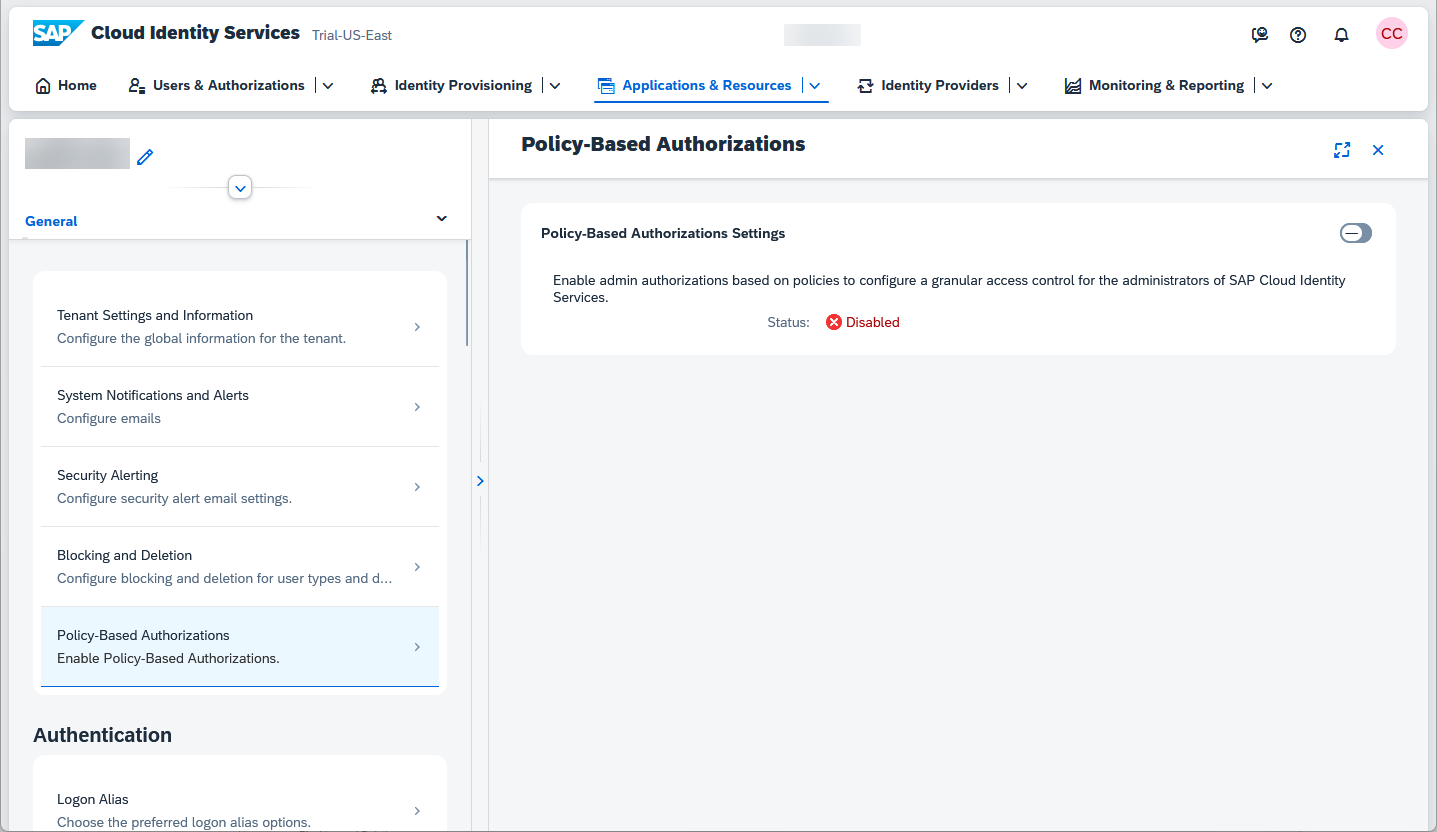 SAP Cloud Identity Services Trial-US-East
CC
Home Users & Authorizations Identity Provisioning Applications & Resources Identity Providers Monitoring & Reporting
General
Tenant Settings and Information
Configure the global information for the tenant.
System Notifications and Alerts
Configure emails
Security Alerting
Configure security alert email settings.
Blocking and Deletion
Configure blocking and deletion for user types and d...
Policy-Based Authorizations
Enable Policy-Based Authorizations.
Authentication
Logon Alias
Choose the preferred logon alias options.
Policy-Based Authorizations
Policy-Based Authorizations Settings
Enable admin authorizations based on policies to configure a granular access control for the administrators of SAP Cloud Identity
Services.
Status: Disabled